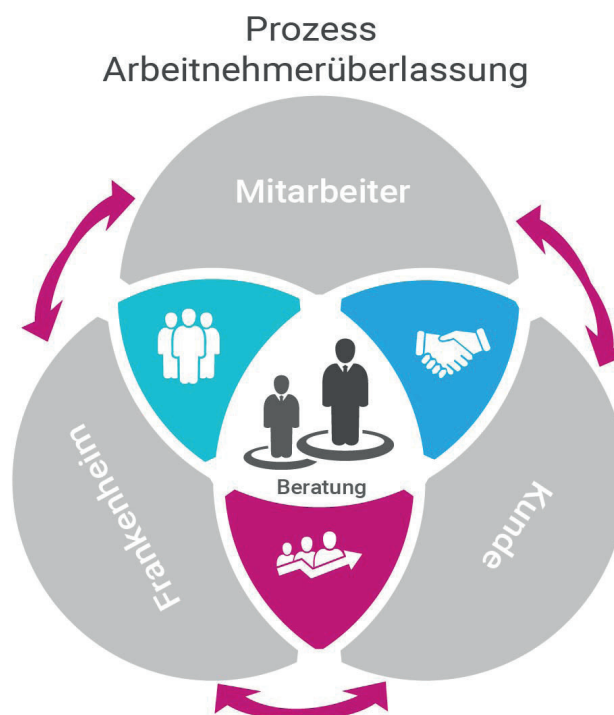 Prozess
Arbeitnehmerüberlassung
Mitarbeiter
Frankenheim
Beratung
Kunde